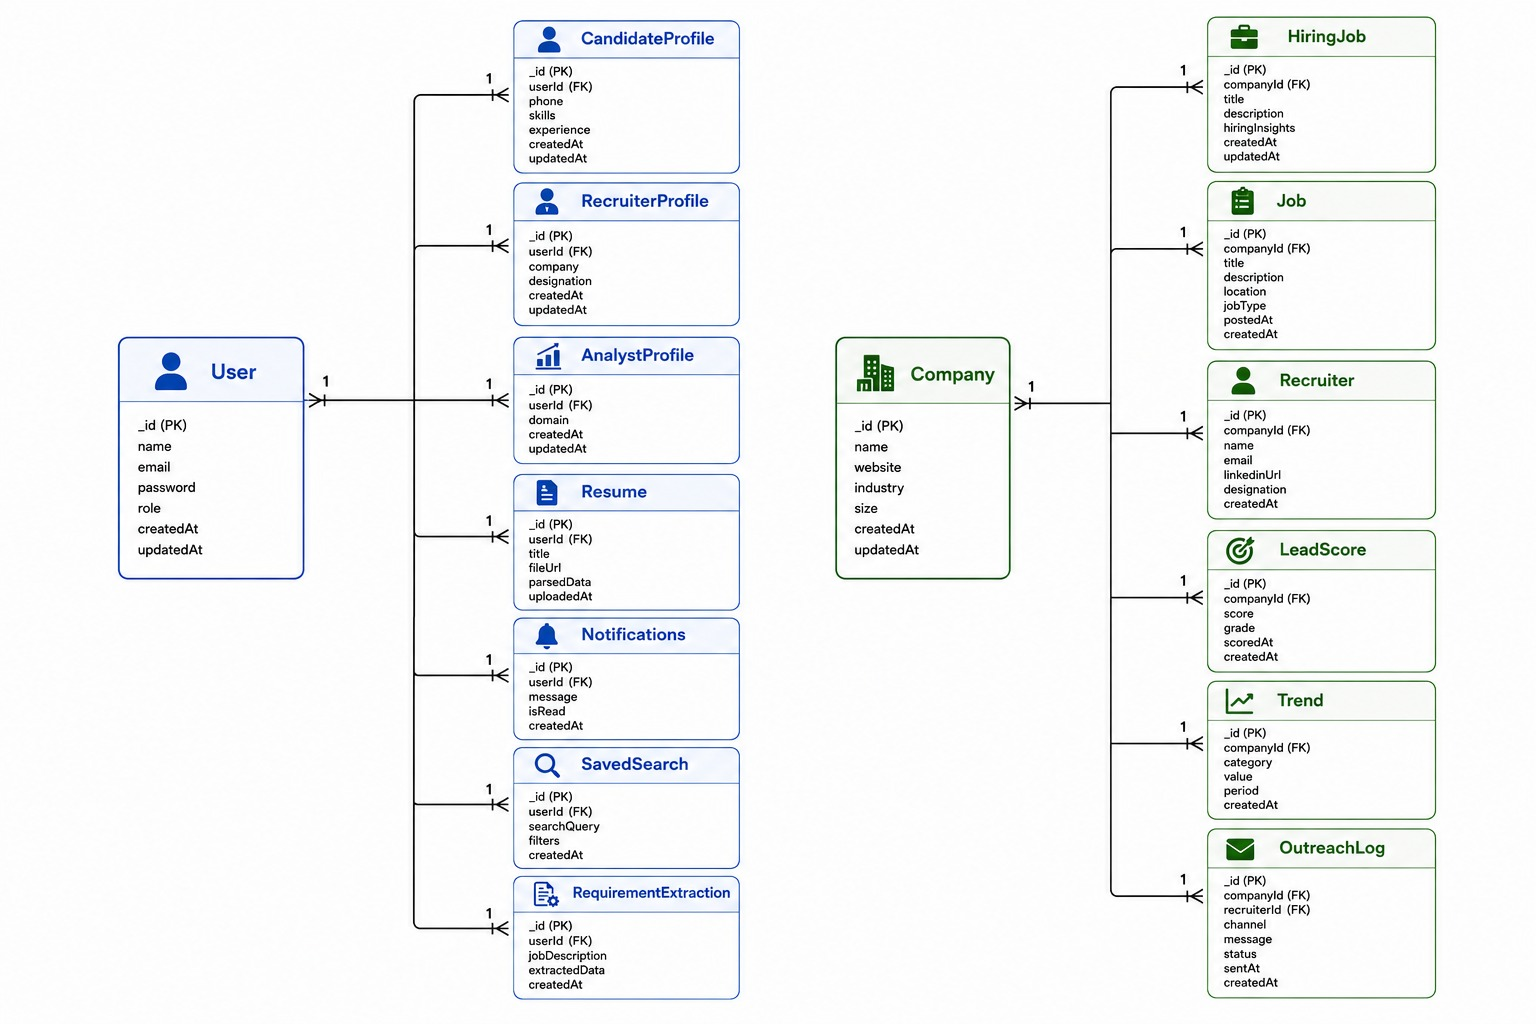 User
_id (PK)
name
email
password
role
createdAt
updatedAt
1
1
CandidateProfile
_id (PK)
userId (FK)
phone
skills
experience
createdAt
updatedAt
1
RecruiterProfile
_id (PK)
userId (FK)
company
designation
createdAt
updatedAt
1
AnalystProfile
_id (PK)
userId (FK)
domain
createdAt
updatedAt
1
Resume
_id (PK)
userId (FK)
title
fileUrl
parsedData
uploadedAt
1
Notifications
_id (PK)
userId (FK)
message
isRead
createdAt
1
SavedSearch
_id (PK)
userId (FK)
searchQuery
filters
createdAt
1
RequirementExtraction
_id (PK)
userId (FK)
jobDescription
extractedData
createdAt
Company
_id (PK)
name
website
industry
size
createdAt
updatedAt
1
1
HiringJob
_id (PK)
companyId (FK)
title
description
hiringInsights
createdAt
updatedAt
1
Job
_id (PK)
companyId (FK)
title
description
location
jobType
postedAt
createdAt
1
Recruiter
_id (PK)
companyId (FK)
name
email
linkedinUrl
designation
createdAt
1
LeadScore
_id (PK)
companyId (FK)
score
grade
scoredAt
createdAt
1
Trend
_id (PK)
companyId (FK)
category
value
period
createdAt
1
OutreachLog
_id (PK)
companyId (FK)
recruiterId (FK)
channel
message
status
sentAt
createdAt